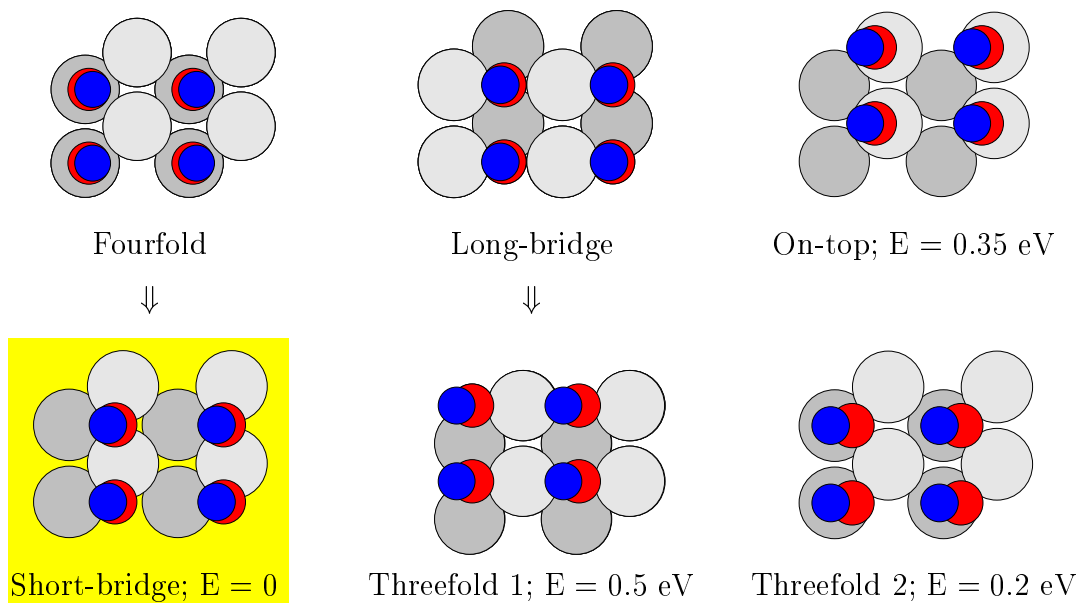 Fourfold
Long-bridge
On-top; E = 0.35 eV
⇓
⇓
Short-bridge; E = 0
Threefold 1; E = 0.5 eV
Threefold 2; E = 0.2 eV